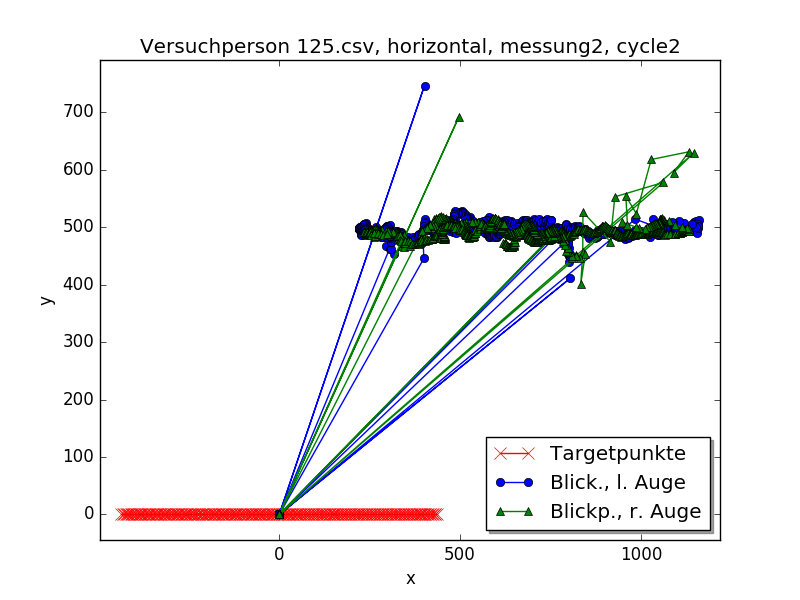 Versuchperson 125.csv, horizontal, messung2, cycle2
700
600
500
400
300
200
100
0
y
0 500 1000
x
Targetpunkte
Blick., l. Auge
Blickp., r. Auge